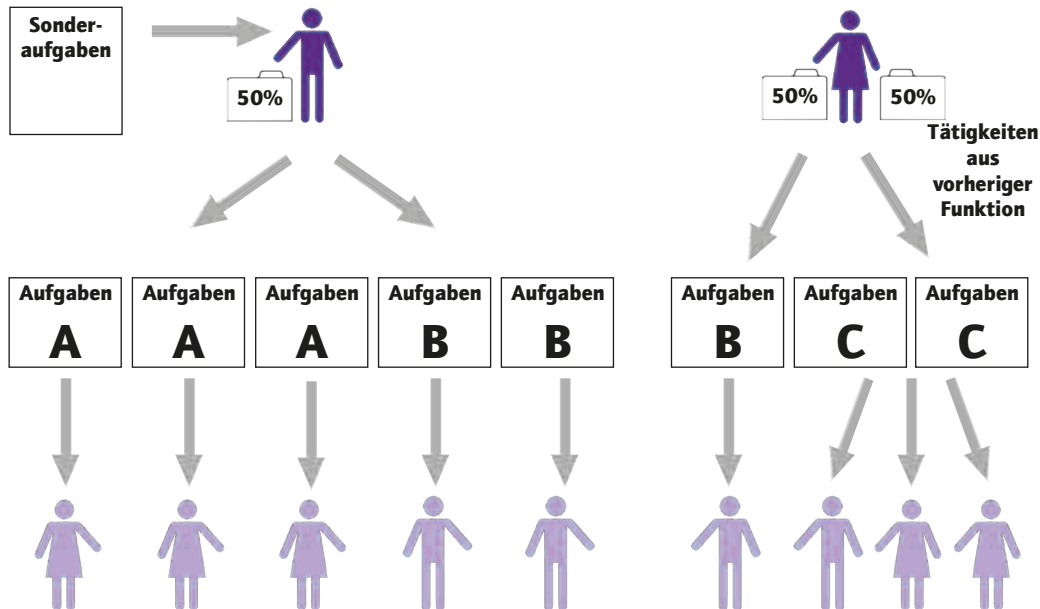 Sonder-
aufgaben
50%
50%
50%
Tätigkeiten
aus
vorheriger
Funktion
Aufgaben
A
Aufgaben
A
Aufgaben
A
Aufgaben
B
Aufgaben
B
Aufgaben
B
Aufgaben
C
Aufgaben
C